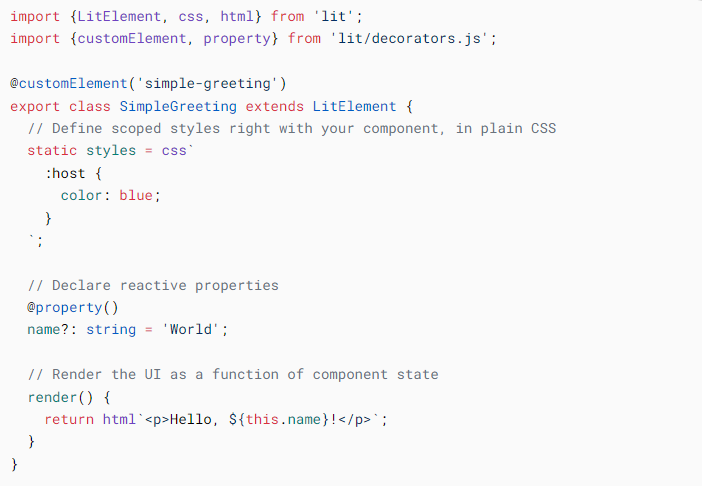 import {LitElement, css, html} from 'lit';
import {customElement, property} from 'lit/decorators.js';

@customElement('simple-greeting')
export class SimpleGreeting extends LitElement {
  // Define scoped styles right with your component, in plain CSS
  static styles = css`
    :host {
      color: blue;
    }
  `;

  // Declare reactive properties
  @property()
  name?: string = 'World';

  // Render the UI as a function of component state
  render() {
    return html`<p>Hello, ${this.name}!</p>`;
  }
}